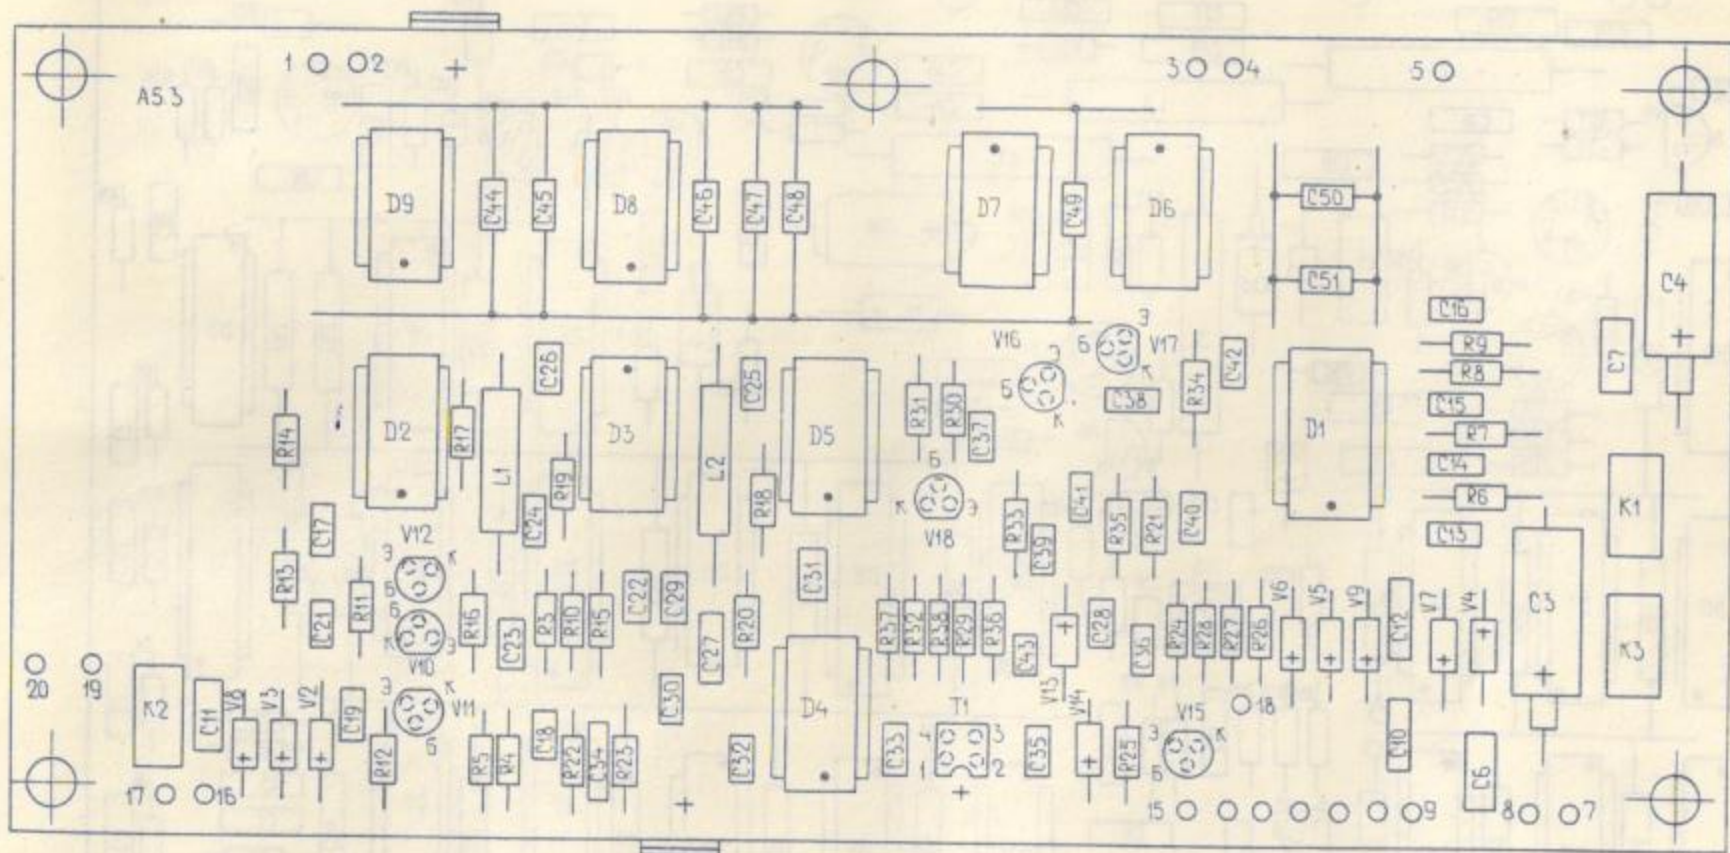 1 2 + 3 4 5
A5.3
D9 C44 C45 D8 C46 C47 C48 D7 C49 D6 C50
C51 C4 +
C16
V16 Э Б V17 К Э Б К
R9
R8
C7
C26 C25 R31 R30 C38 R34 C42
C15
R14 D2 R17 L1 D3 L2 D5 C37 D1 R7
C14
R19 R18 Б К Э R6 K1
C24 V18 R33 C41 R35 R21 C40
C17 C39 C13
V12 Э К Б
R13 R11 R16 R3 R10 R15 C22 C29 R20 C31 R37 R32 R38 R29 R36 + C28 R24 R28 R27 R26 V6 V5 V9 C12 V7 V4 C3 K3
C21 Б К Э C23 C27 C43 C36 + + + + + +
V10
20 19
K2 C11 V8 V3 V2 C19 Э К Б V11 C30 D4 T1 V13 V14 18
+ + + R12 R5 R4 C18 R22 C34 R23 C32 C33 4 3 1 2 C35 + R25 Э V15 К Б C10 C6
17 16 + + 15 9 8 7